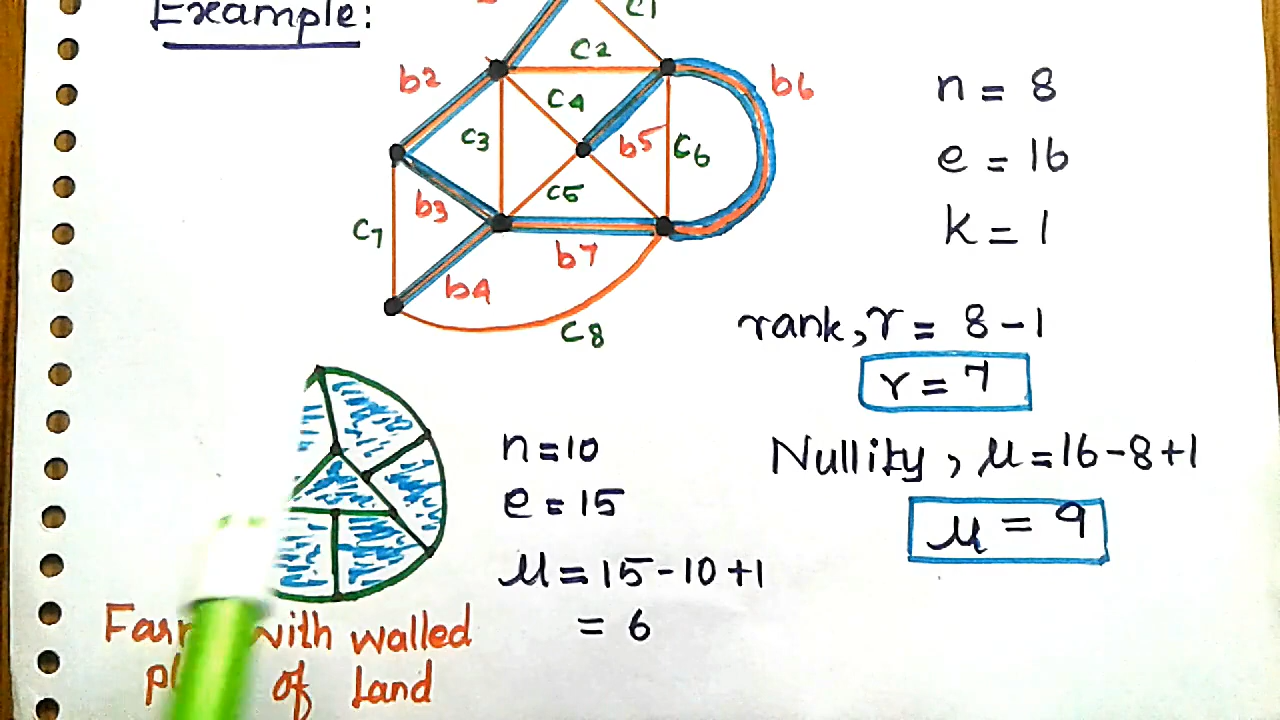 Example:
c1
c2
b2
b6
n = 8
c4
c3
b5
c6
e = 16
b3
c5
c7
k = 1
b7
b4
c8
rank, r = 8-1
r = 7
n=10
Nullity, μ=16-8+1
e=15
μ = 9
μ=15-10+1
= 6
with walled
of Land